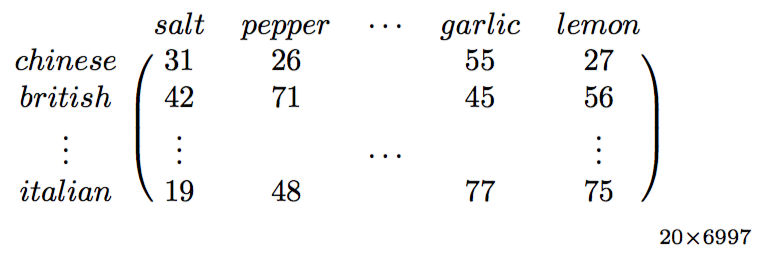 salt pepper ⋯ garlic lemon
chinese 31 26 55 27
british 42 71 45 56
⋮ ⋮ ⋯ ⋮
italian 19 48 77 75
20×6997